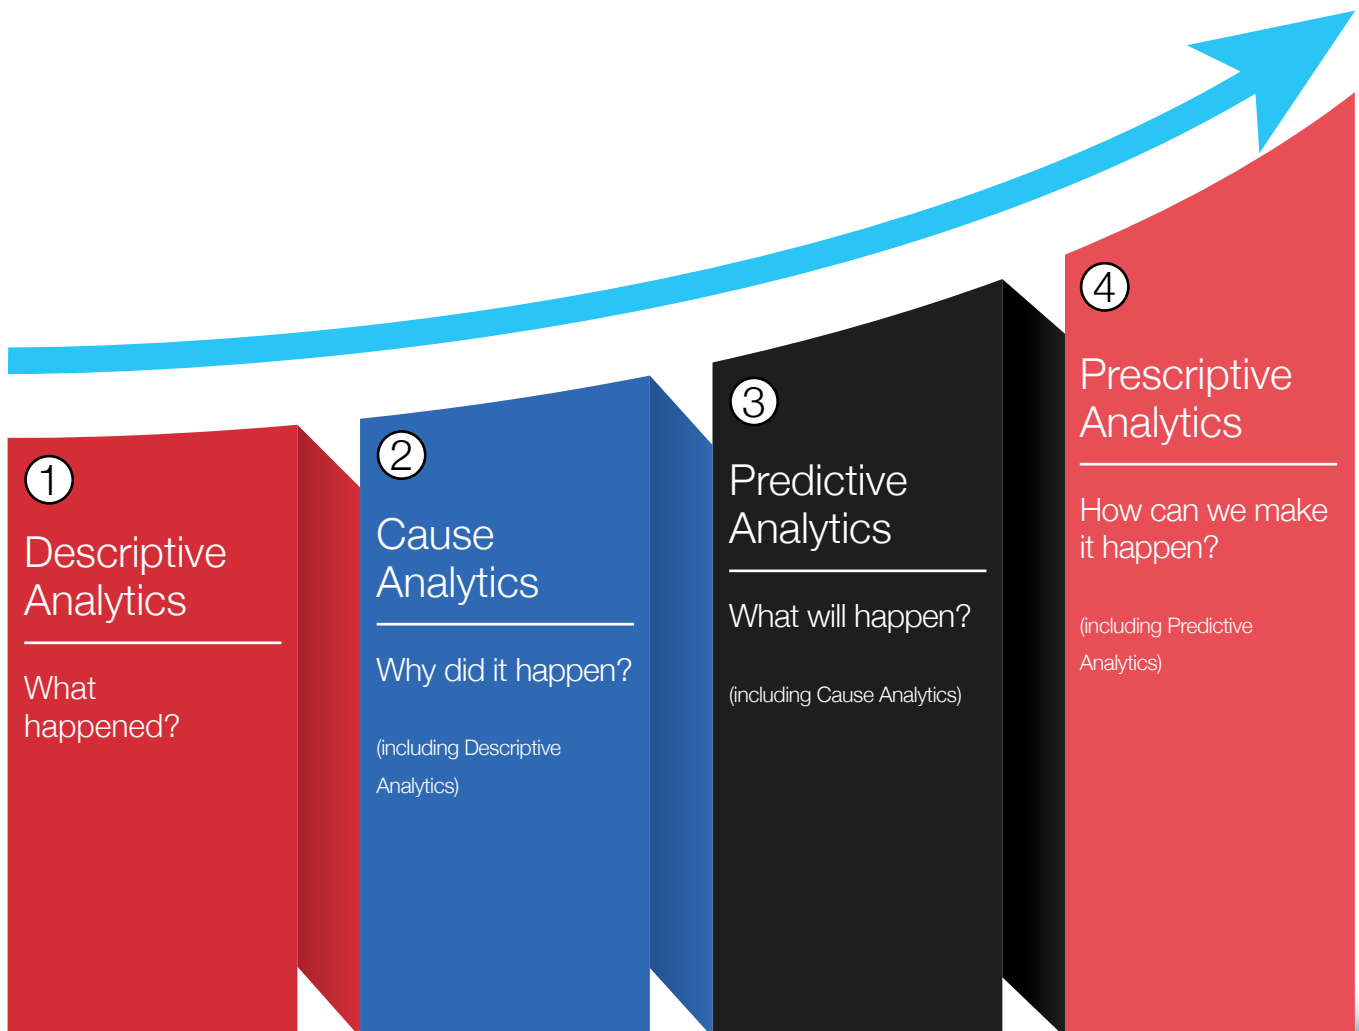 1
Descriptive
Analytics
What
happened?
2
Cause
Analytics
Why did it happen?
(including Descriptive
Analytics)
3
Predictive
Analytics
What will happen?
(including Cause Analytics)
4
Prescriptive
Analytics
How can we make
it happen?
(including Predictive
Analytics)